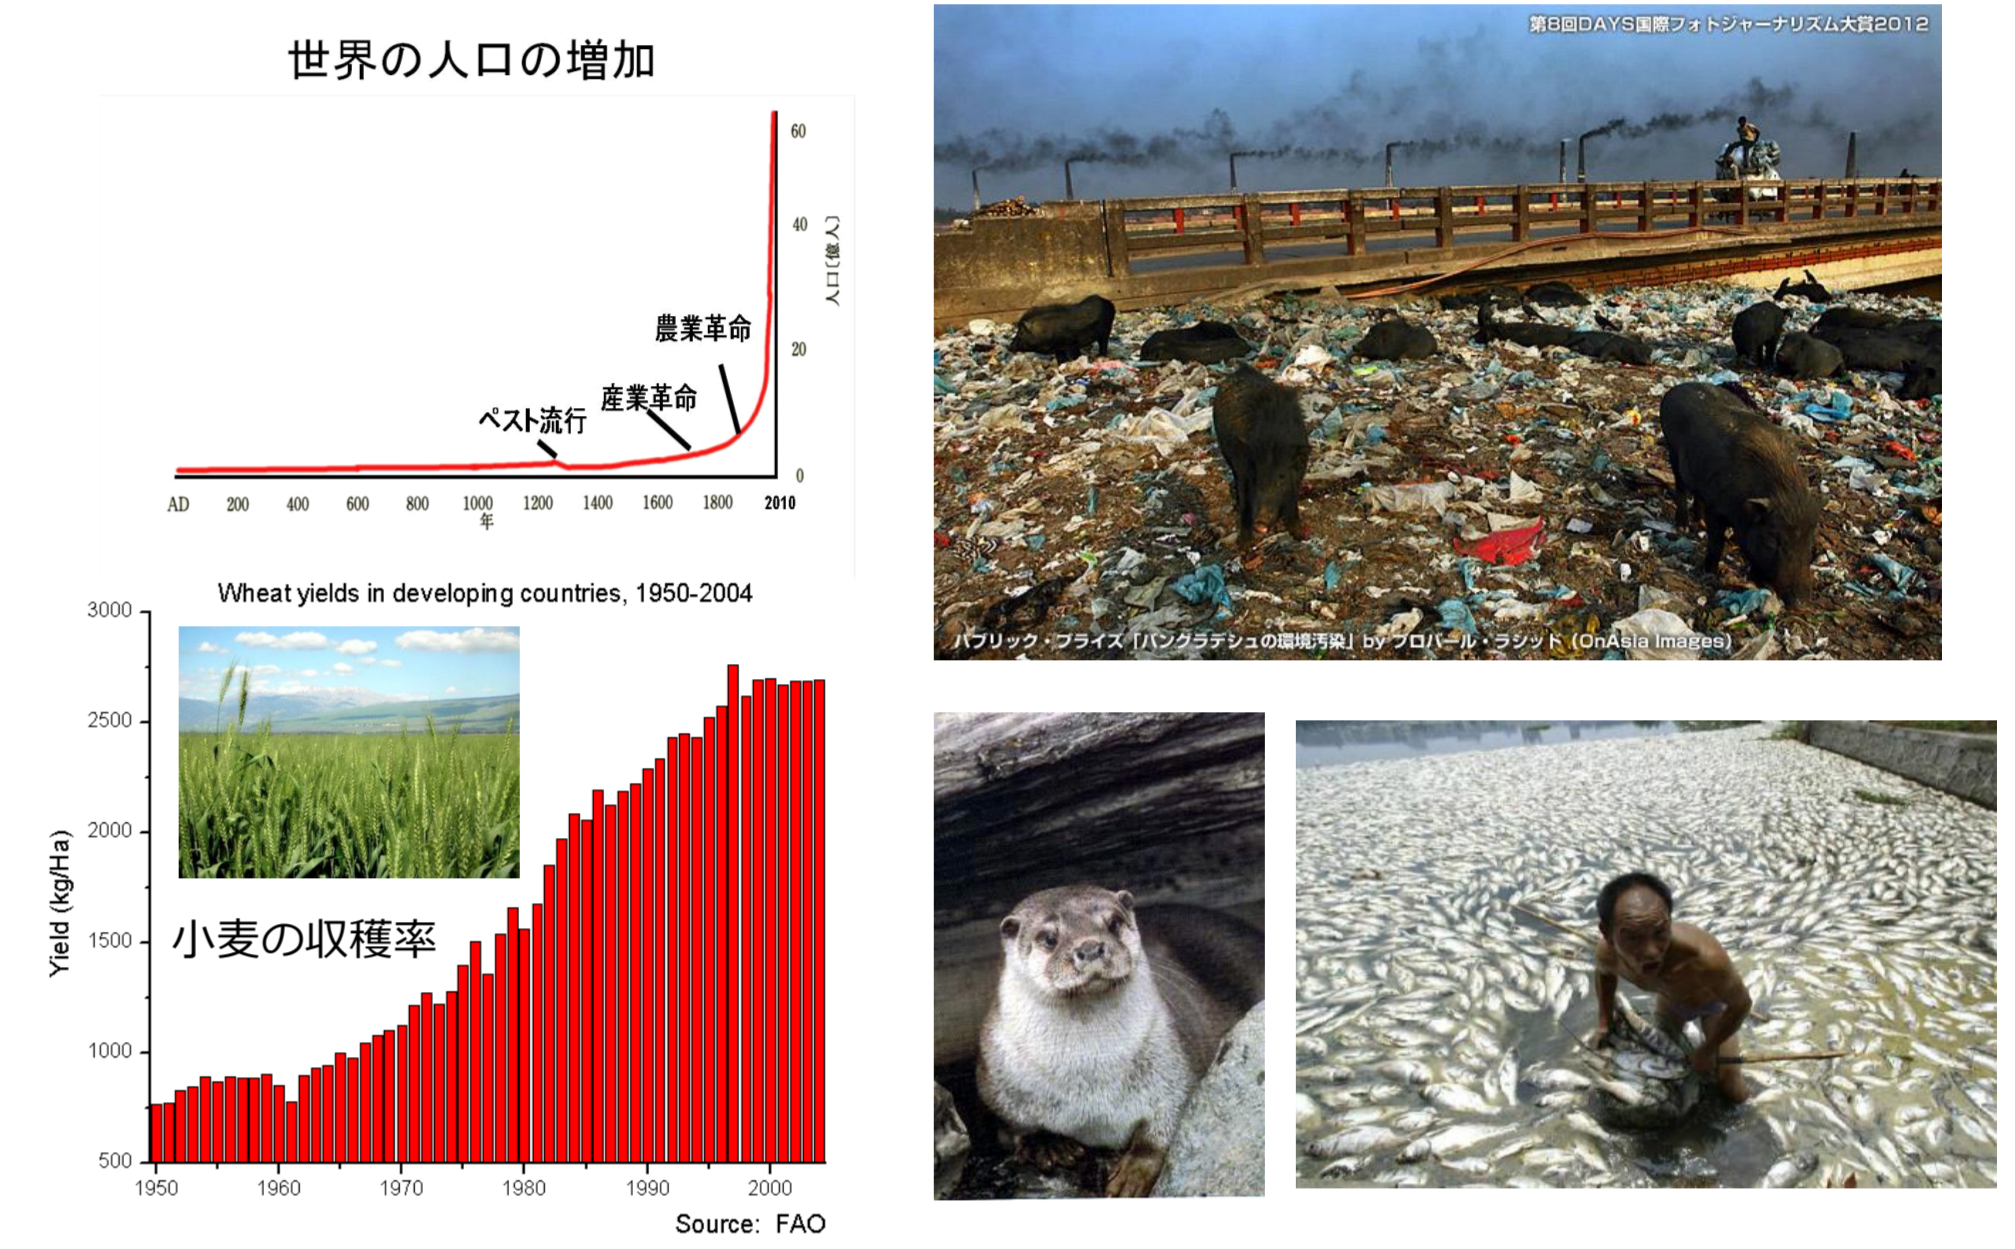 世界の人口の増加
60
40
20
0
人口〔億人〕
農業革命
産業革命
ペスト流行
AD 200 400 600 800 1000 1200 1400 1600 1800 2010
年
Wheat yields in developing countries, 1950-2004
3000
2500
2000
1500
1000
500
Yield (kg/Ha)
小麦の収穫率
1950 1960 1970 1980 1990 2000
Source: FAO
第8回DAYS国際フォトジャーナリズム大賞2012
パブリック・プライズ「バングラデシュの環境汚染」by プロバール・ラシッド（OnAsia Images）